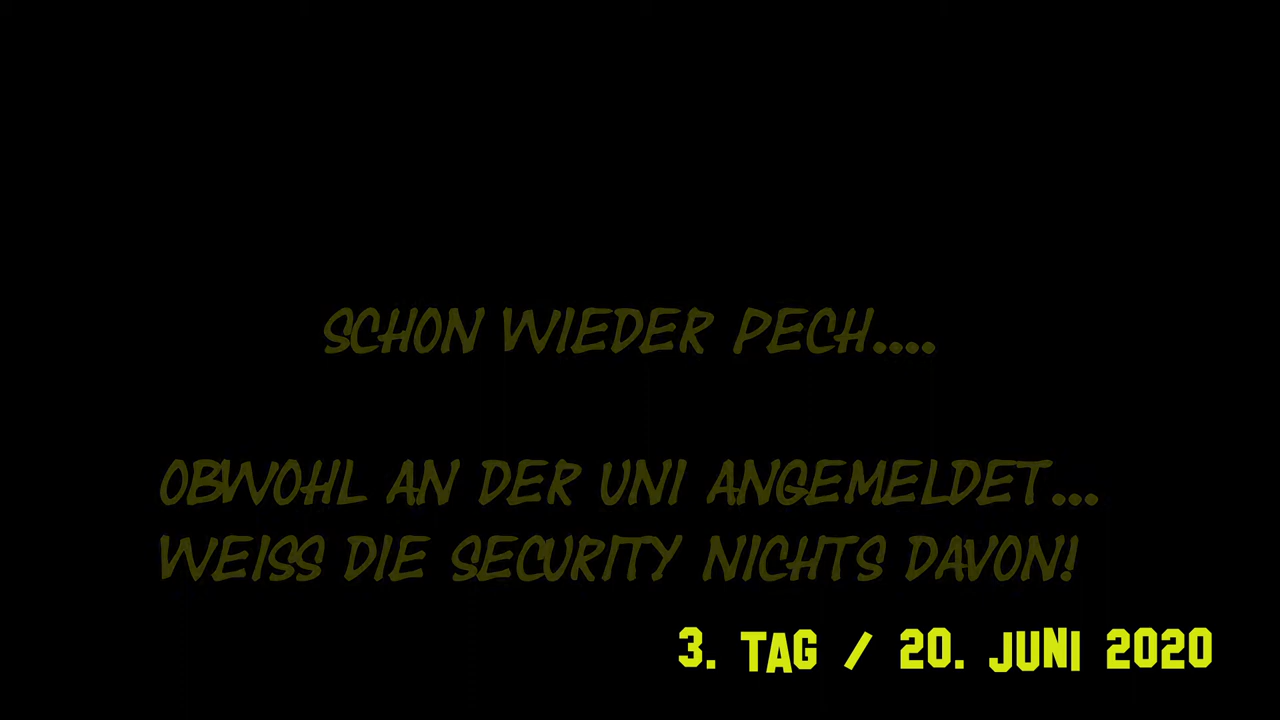 SCHON WIEDER PECH....
OBWOHL AN DER UNI ANGEMELDET...
WEISS DIE SECURITY NICHTS DAVON!
3. TAG / 20. JUNI 2020